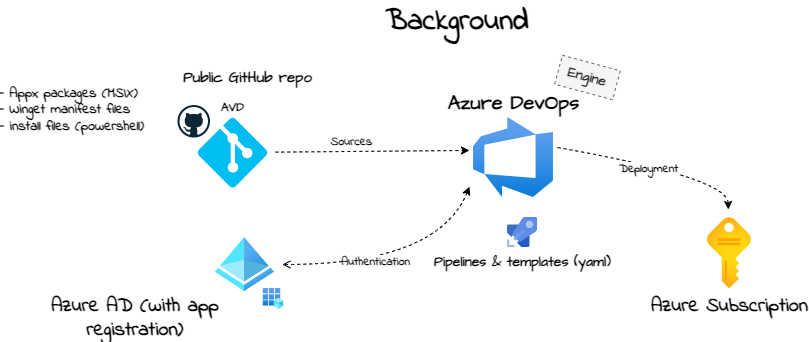 Background
Public GitHub repo
- Appx packages (MSIX)
- Winget manifest files
- install files (powershell)
AVD
Engine
Azure DevOps
Sources
Deployment
Authentication
Pipelines & templates (yaml)
Azure AD (with app
registration)
Azure Subscription